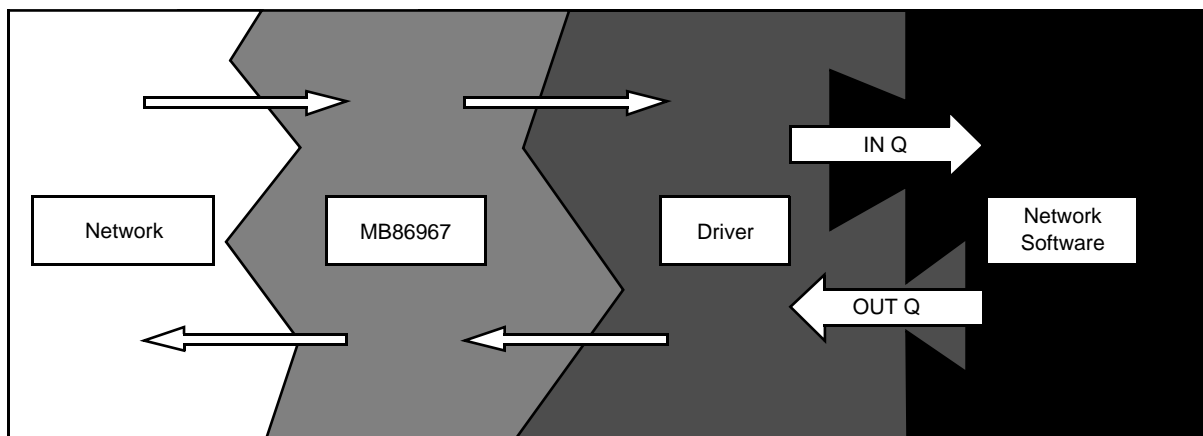 IN Q
Network
MB86967
Driver
Network
Software
OUT Q